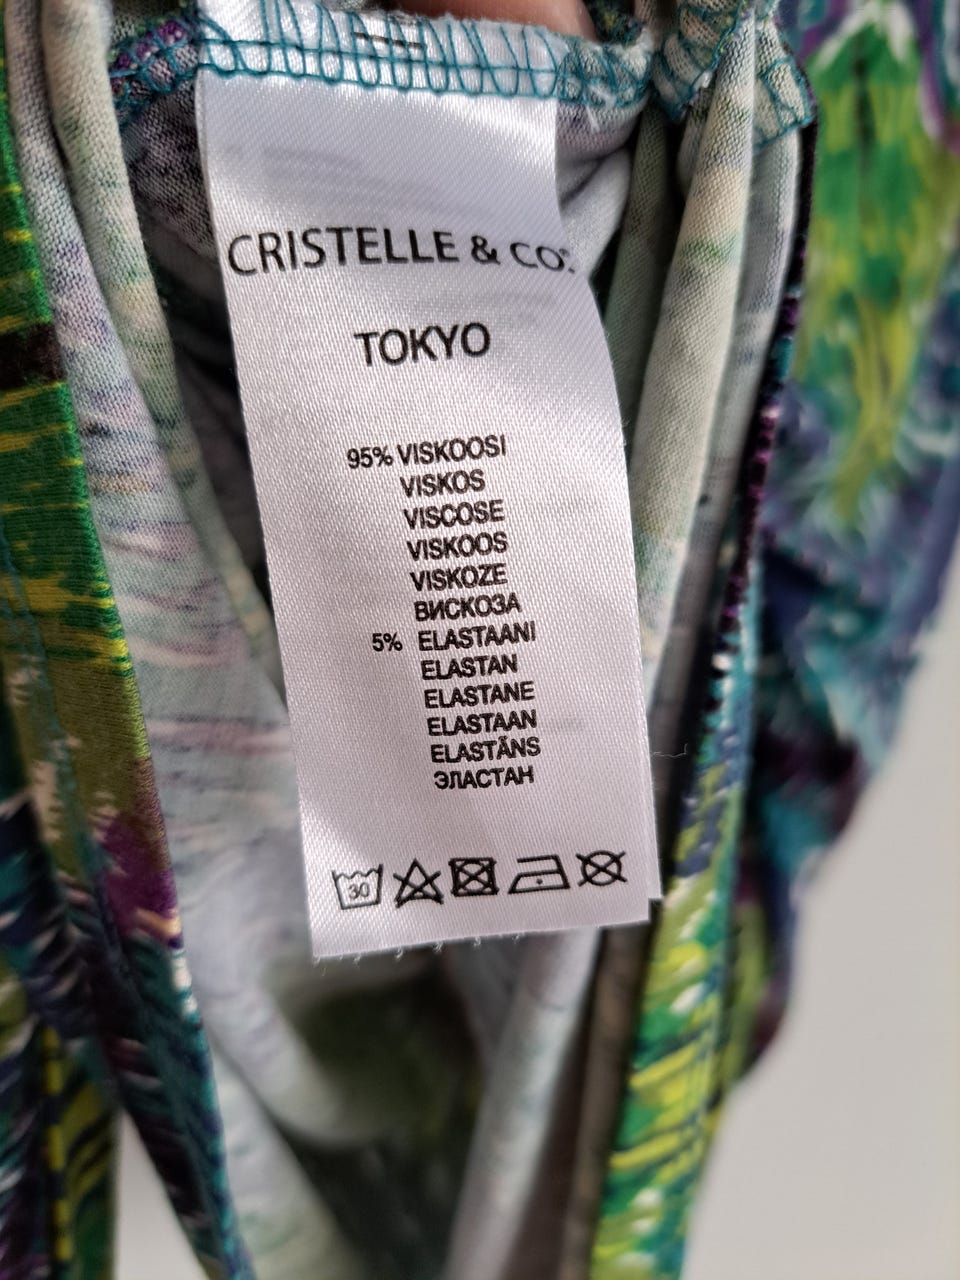 CRISTELLE & CO.
TOKYO
95% VISKOOSI
VISKOS
VISCOSE
VISKOOS
VISKOZE
ВИСКОЗА
5% ELASTAANI
ELASTAN
ELASTANE
ELASTAAN
ELASTĀNS
ЭЛАСТАН
30